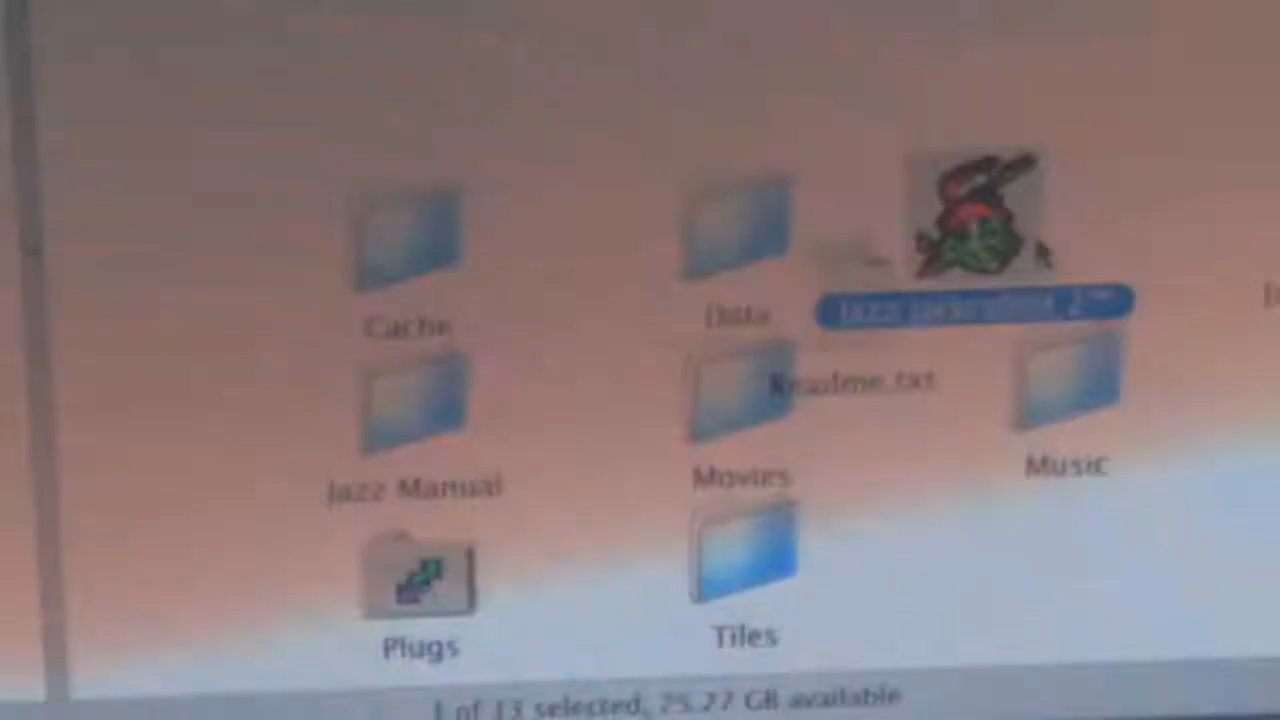 Cache
Data
Jazz Jackrabbit 2™
Readme.txt
Jazz Manual
Movies
Music
Plugs
Tiles
1 of 13 selected, 25.27 GB available